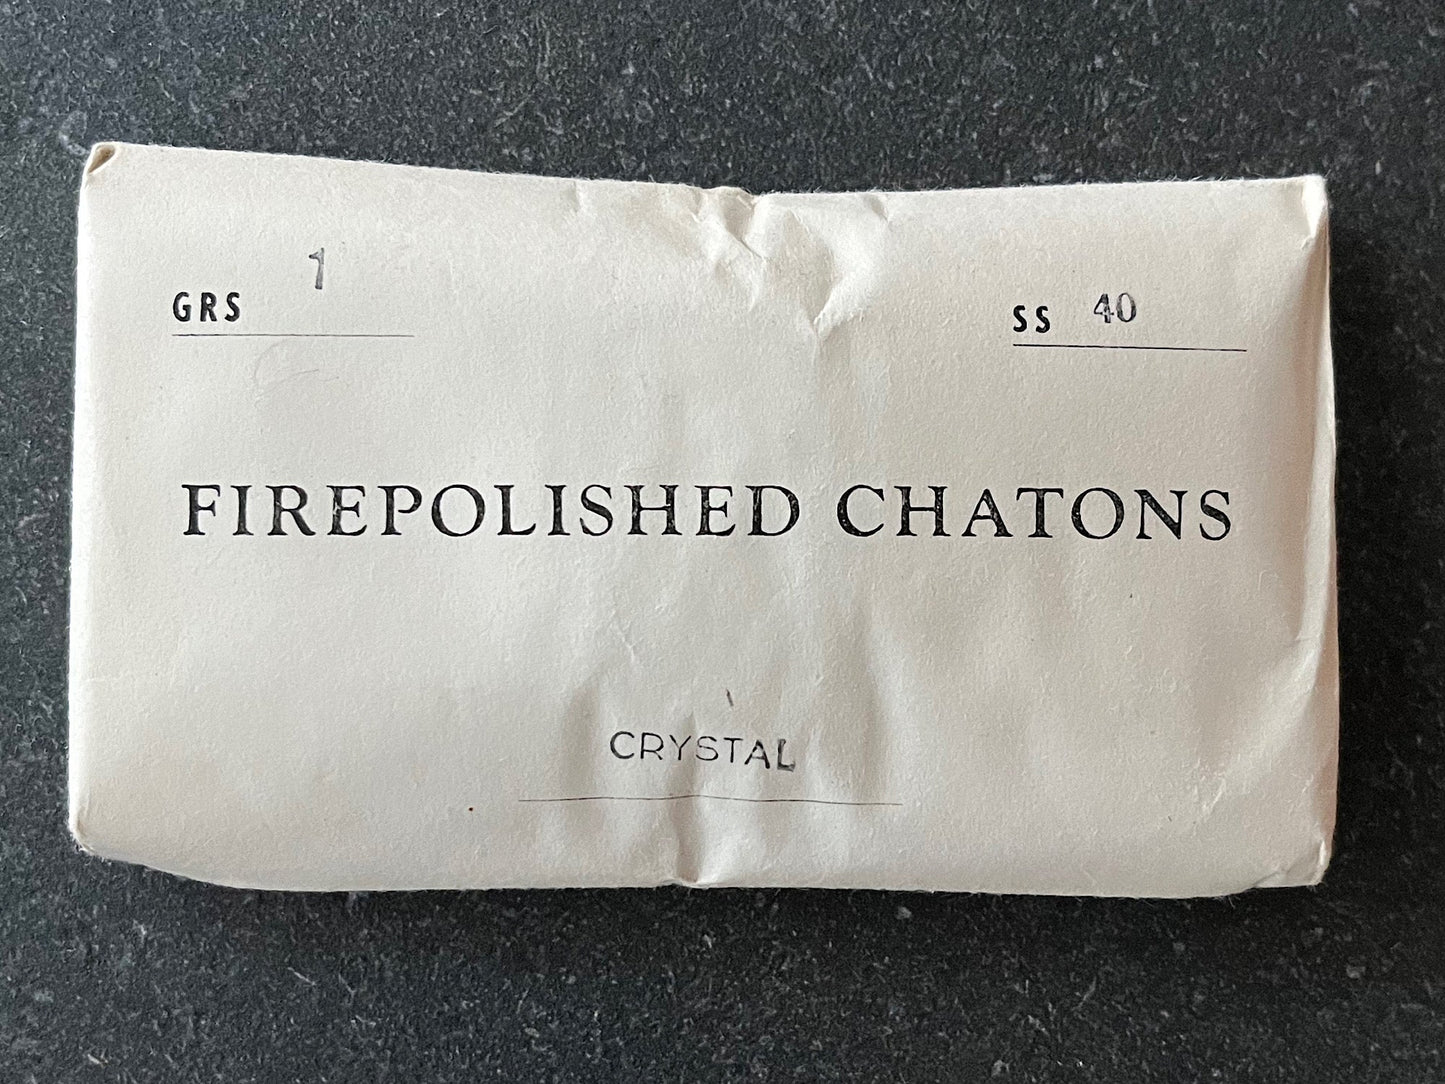 GRS 1
SS 40
FIREPOLISHED CHATONS
CRYSTAL